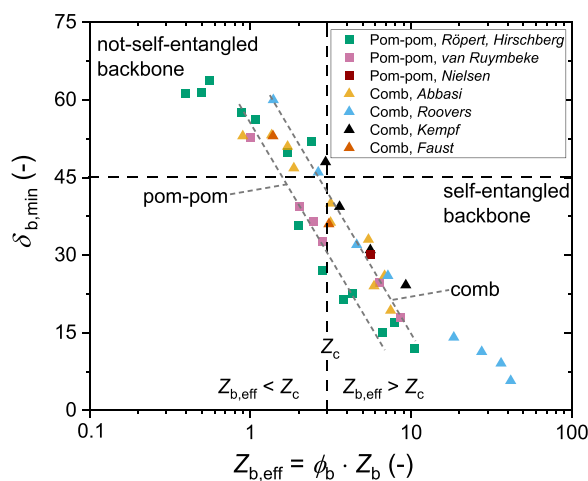 not-self-entangled
backbone
Pom-pom, Röpert, Hirschberg
Pom-pom, van Ruymbeke
Pom-pom, Nielsen
Comb, Abbasi
Comb, Roovers
Comb, Kempf
Comb, Faust
75
60
45
30
15
0
δb,min (-)
pom-pom
self-entangled
backbone
comb
Zc
Zb,eff < Zc
Zb,eff > Zc
0.1
1
10
100
Zb,eff = ϕb · Zb (-)